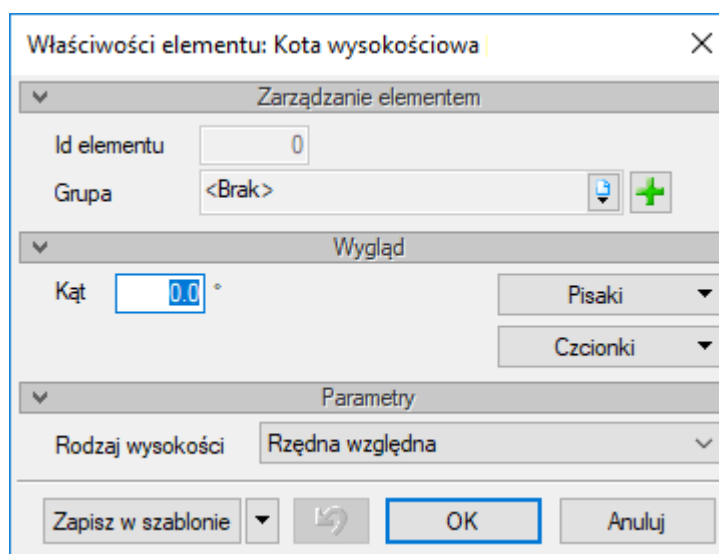 Właściwości elementu: Kota wysokościowa
Zarządzanie elementem
Id elementu 0
Grupa <Brak>
Wygląd
Kąt 0.0 °
Pisaki
Czcionki
Parametry
Rodzaj wysokości Rzędna względna
Zapisz w szablonie OK Anuluj